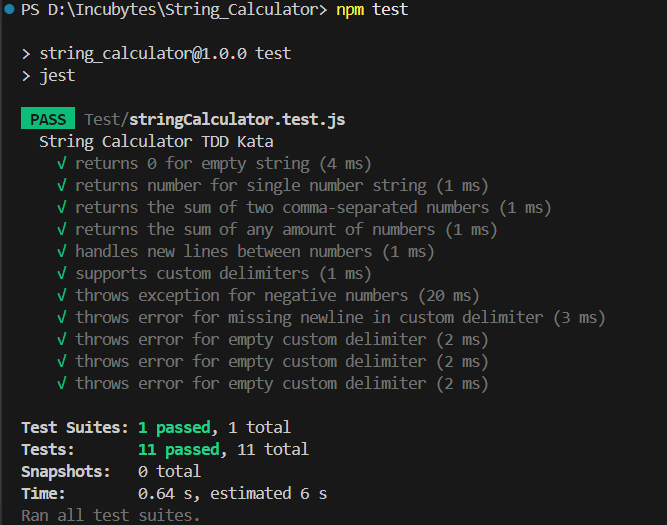 PS D:\Incubytes\String_Calculator> npm test
> string_calculator@1.0.0 test
> jest
PASS Test/stringCalculator.test.js
String Calculator TDD Kata
√ returns 0 for empty string (4 ms)
√ returns number for single number string (1 ms)
√ returns the sum of two comma-separated numbers (1 ms)
√ returns the sum of any amount of numbers (1 ms)
√ handles new lines between numbers (1 ms)
√ supports custom delimiters (1 ms)
√ throws exception for negative numbers (20 ms)
√ throws error for missing newline in custom delimiter (3 ms)
√ throws error for empty custom delimiter (2 ms)
√ throws error for empty custom delimiter (2 ms)
√ throws error for empty custom delimiter (2 ms)
Test Suites: 1 passed, 1 total
Tests: 11 passed, 11 total
Snapshots: 0 total
Time: 0.64 s, estimated 6 s
Ran all test suites.